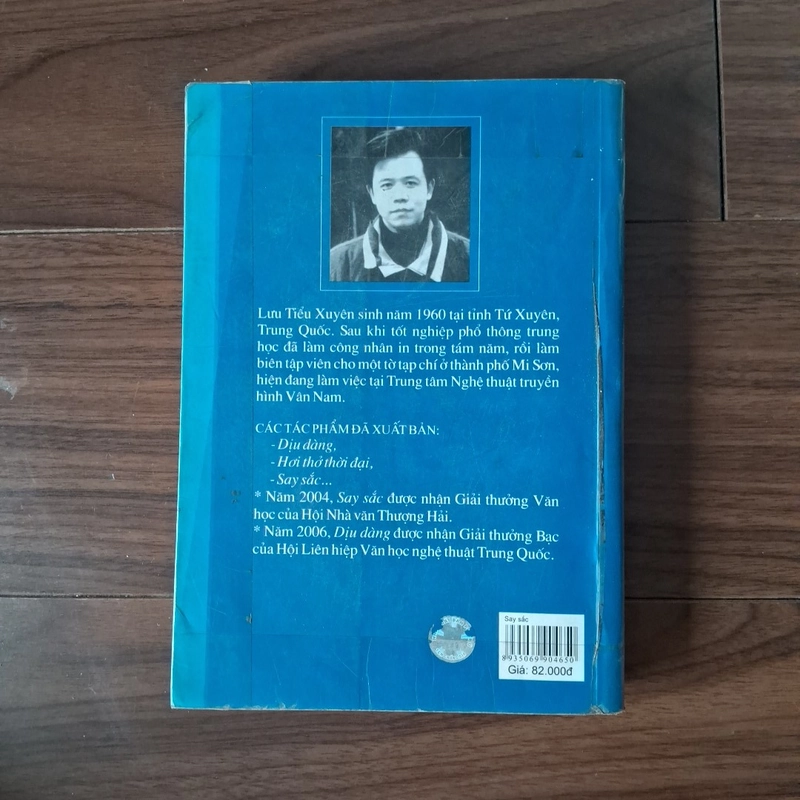 Lưu Tiểu Xuyên sinh năm 1960 tại tỉnh Tứ Xuyên,
Trung Quốc. Sau khi tốt nghiệp phổ thông trung
học đã làm công nhân in trong tám năm, rồi làm
biên tập viên cho một tờ tạp chí ở thành phố Mi Sơn,
hiện đang làm việc tại Trung tâm Nghệ thuật truyền
hình Vân Nam.
CÁC TÁC PHẨM ĐÃ XUẤT BẢN:
- Dịu dàng,
- Hơi thở thời đại,
- Say sắc...
* Năm 2004, Say sắc được nhận Giải thưởng Văn
học của Hội Nhà văn Thượng Hải.
* Năm 2006, Dịu dàng được nhận Giải thưởng Bạc
của Hội Liên hiệp Văn học nghệ thuật Trung Quốc.
Say sắc
8935069904650
Giá: 82.000đ